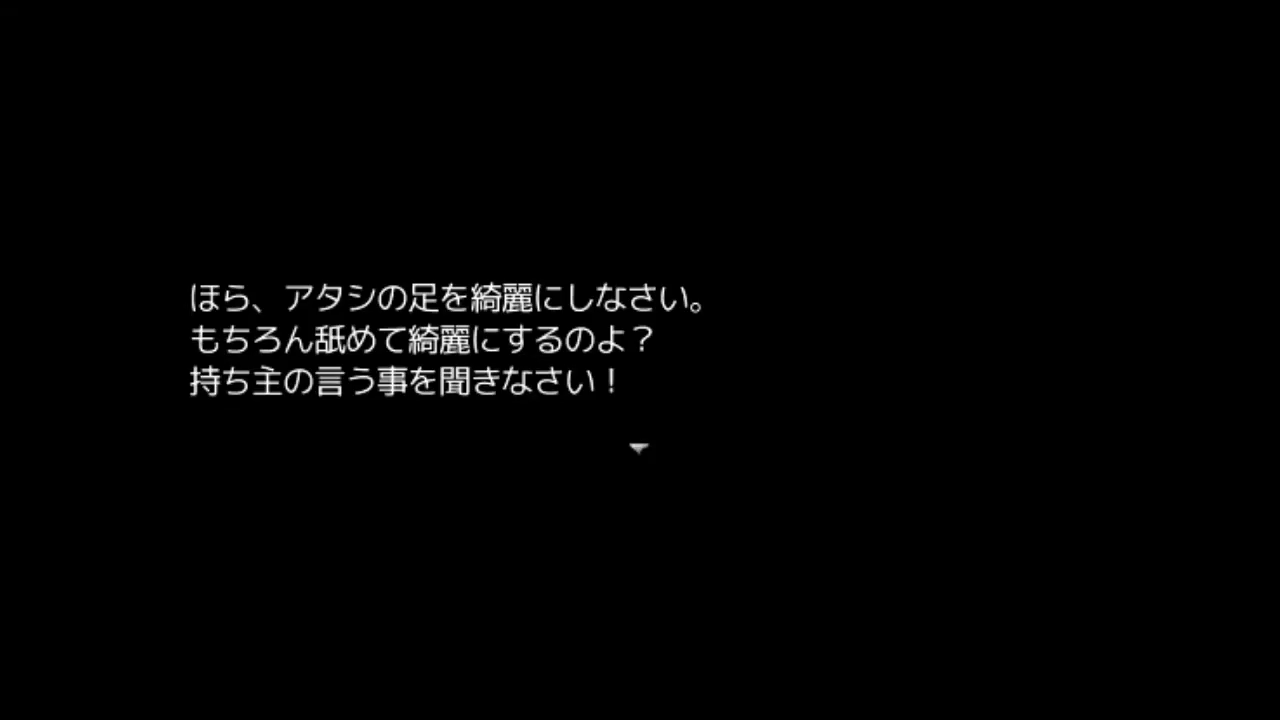 ほら、アタシの足を綺麗にしなさい。
もちろん舐めて綺麗にするのよ？
持ち主の言う事を聞きなさい！